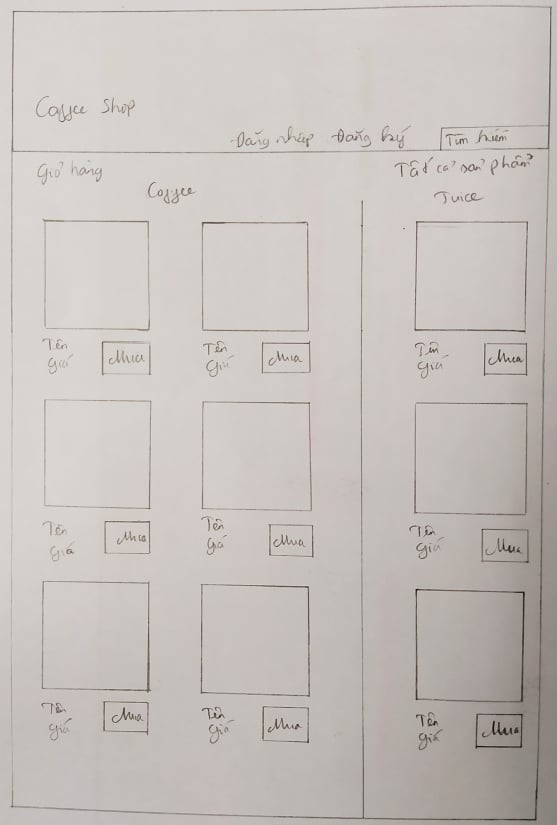 Coffee Shop
Đăng nhập Đăng ký Tìm kiếm
Giỏ hàng Tất cả sản phẩm
Coffee Juice
Tên Tên Tên
giá Mua giá Mua giá Mua
Tên Tên Tên
giá Mua giá Mua giá Mua
Tên Tên Tên
giá Mua giá Mua giá Mua